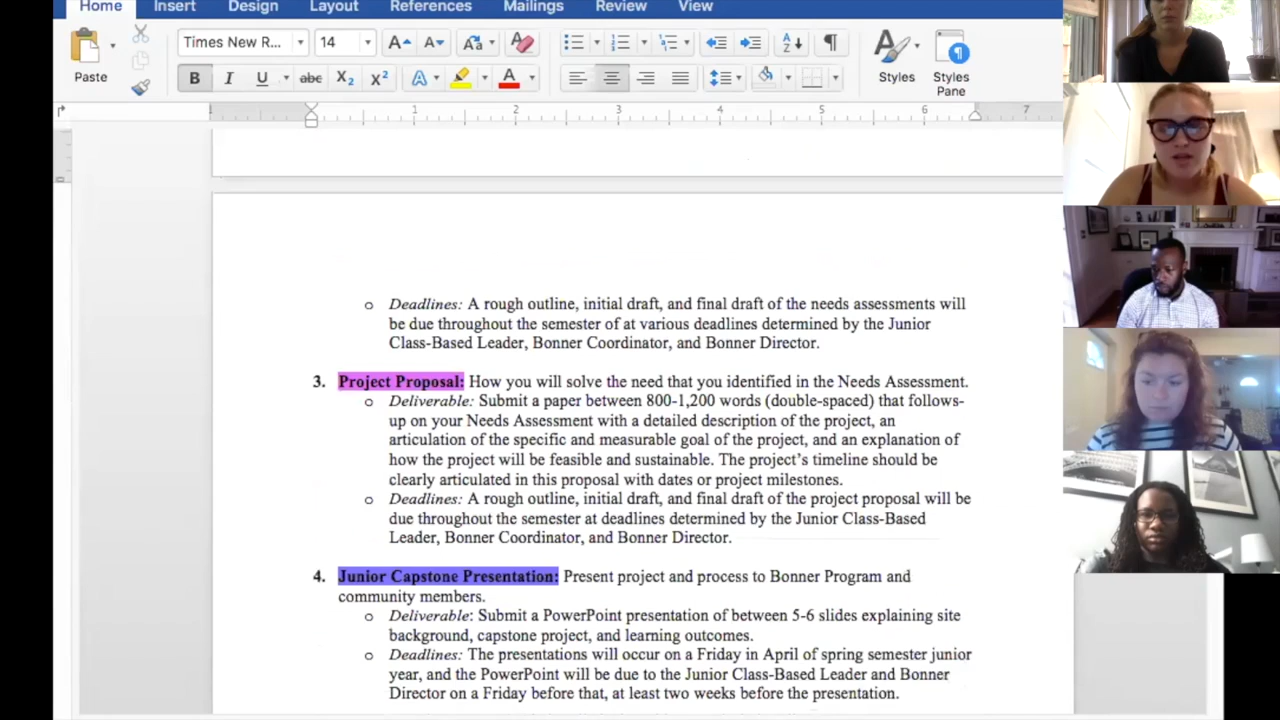 Home Insert Design Layout References Mailings Review View
Times New R... 14
Paste Styles Styles Pane
B I U abc X₂ X² A A
1 1 2 3 4 5 6 7
o Deadlines: A rough outline, initial draft, and final draft of the needs assessments will
be due throughout the semester of at various deadlines determined by the Junior
Class-Based Leader, Bonner Coordinator, and Bonner Director.
3. Project Proposal: How you will solve the need that you identified in the Needs Assessment.
o Deliverable: Submit a paper between 800-1,200 words (double-spaced) that follows-
up on your Needs Assessment with a detailed description of the project, an
articulation of the specific and measurable goal of the project, and an explanation of
how the project will be feasible and sustainable. The project's timeline should be
clearly articulated in this proposal with dates or project milestones.
o Deadlines: A rough outline, initial draft, and final draft of the project proposal will be
due throughout the semester at deadlines determined by the Junior Class-Based
Leader, Bonner Coordinator, and Bonner Director.
4. Junior Capstone Presentation: Present project and process to Bonner Program and
community members.
o Deliverable: Submit a PowerPoint presentation of between 5-6 slides explaining site
background, capstone project, and learning outcomes.
o Deadlines: The presentations will occur on a Friday in April of spring semester junior
year, and the PowerPoint will be due to the Junior Class-Based Leader and Bonner
Director on a Friday before that, at least two weeks before the presentation.